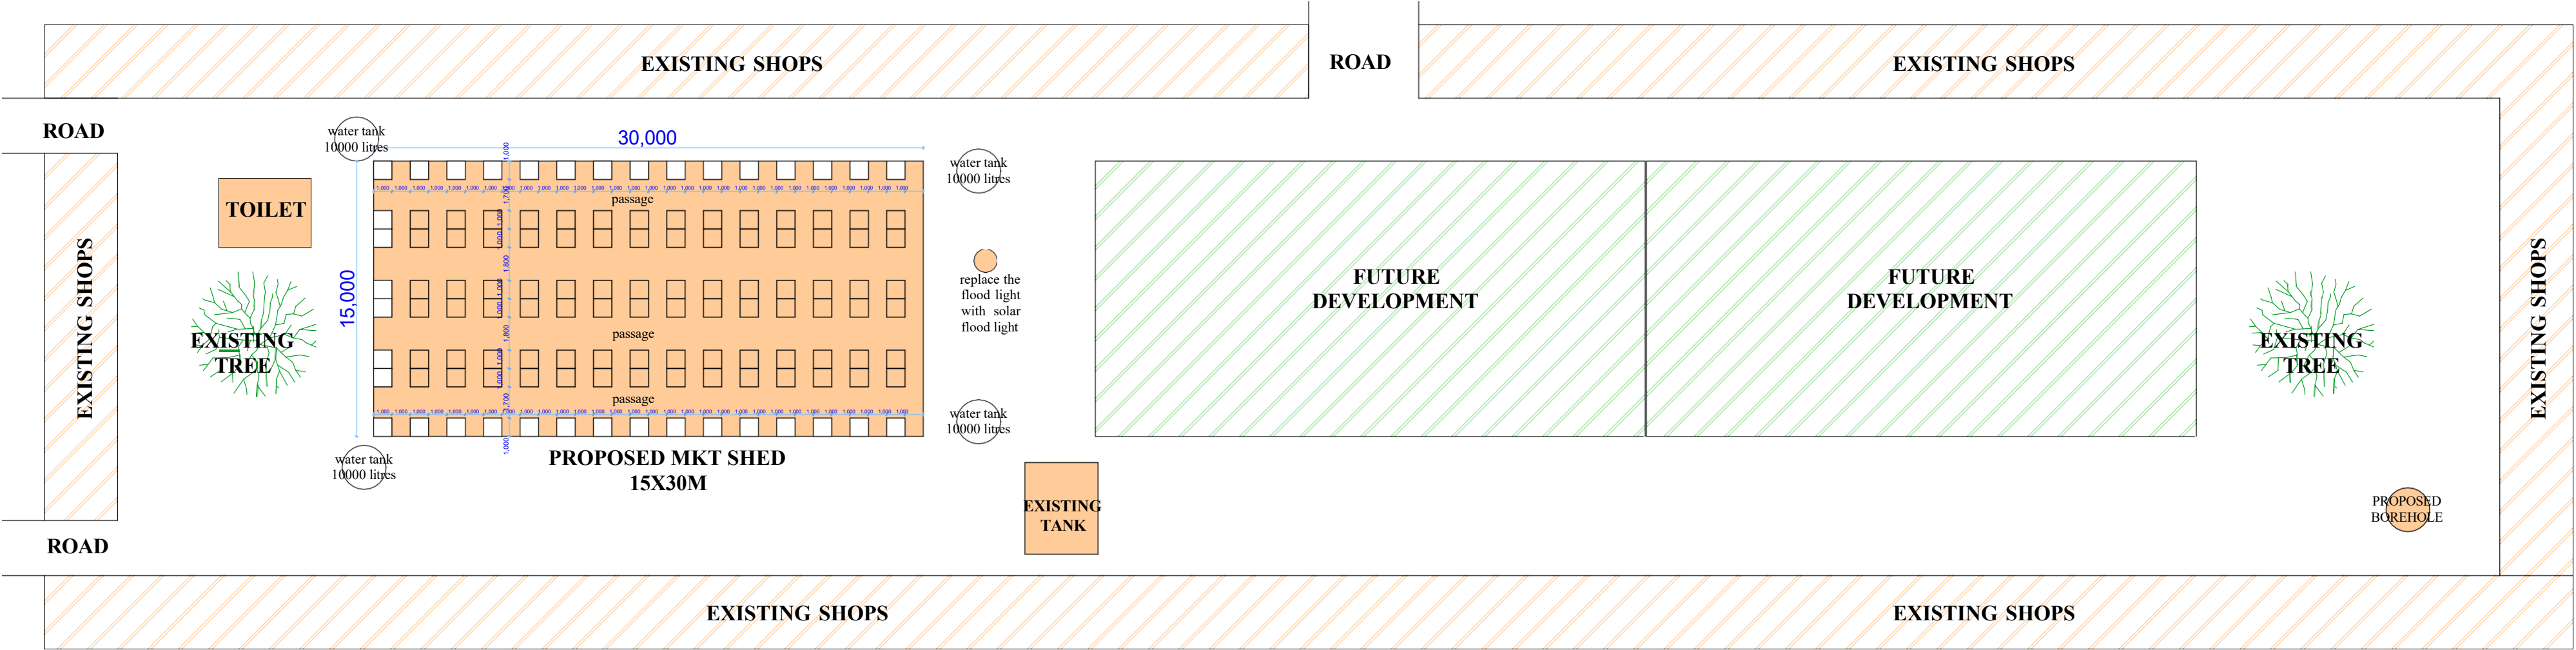 EXISTING SHOPS
ROAD
EXISTING SHOPS
ROAD
water tank
10000 litres
30,000
water tank
10000 litres
TOILET
passage
EXISTING SHOPS
15,000
replace the
flood light
with solar
flood light
passage
EXISTING
TREE
passage
FUTURE
DEVELOPMENT
FUTURE
DEVELOPMENT
EXISTING
TREE
EXISTING SHOPS
water tank
10000 litres
water tank
10000 litres
PROPOSED MKT SHED
15X30M
EXISTING
TANK
PROPOSED
BOREHOLE
ROAD
EXISTING SHOPS
EXISTING SHOPS